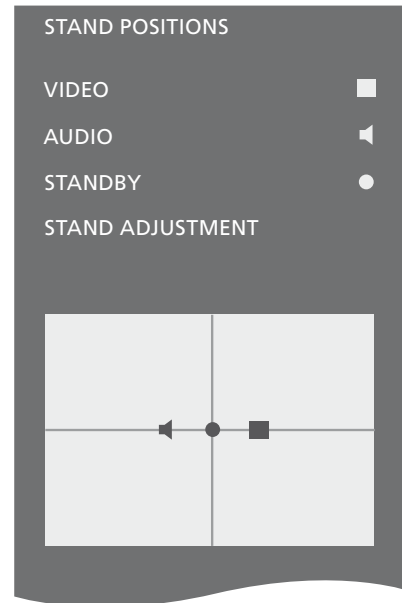 STAND POSITIONS
VIDEO
AUDIO
STANDBY
STAND ADJUSTMENT